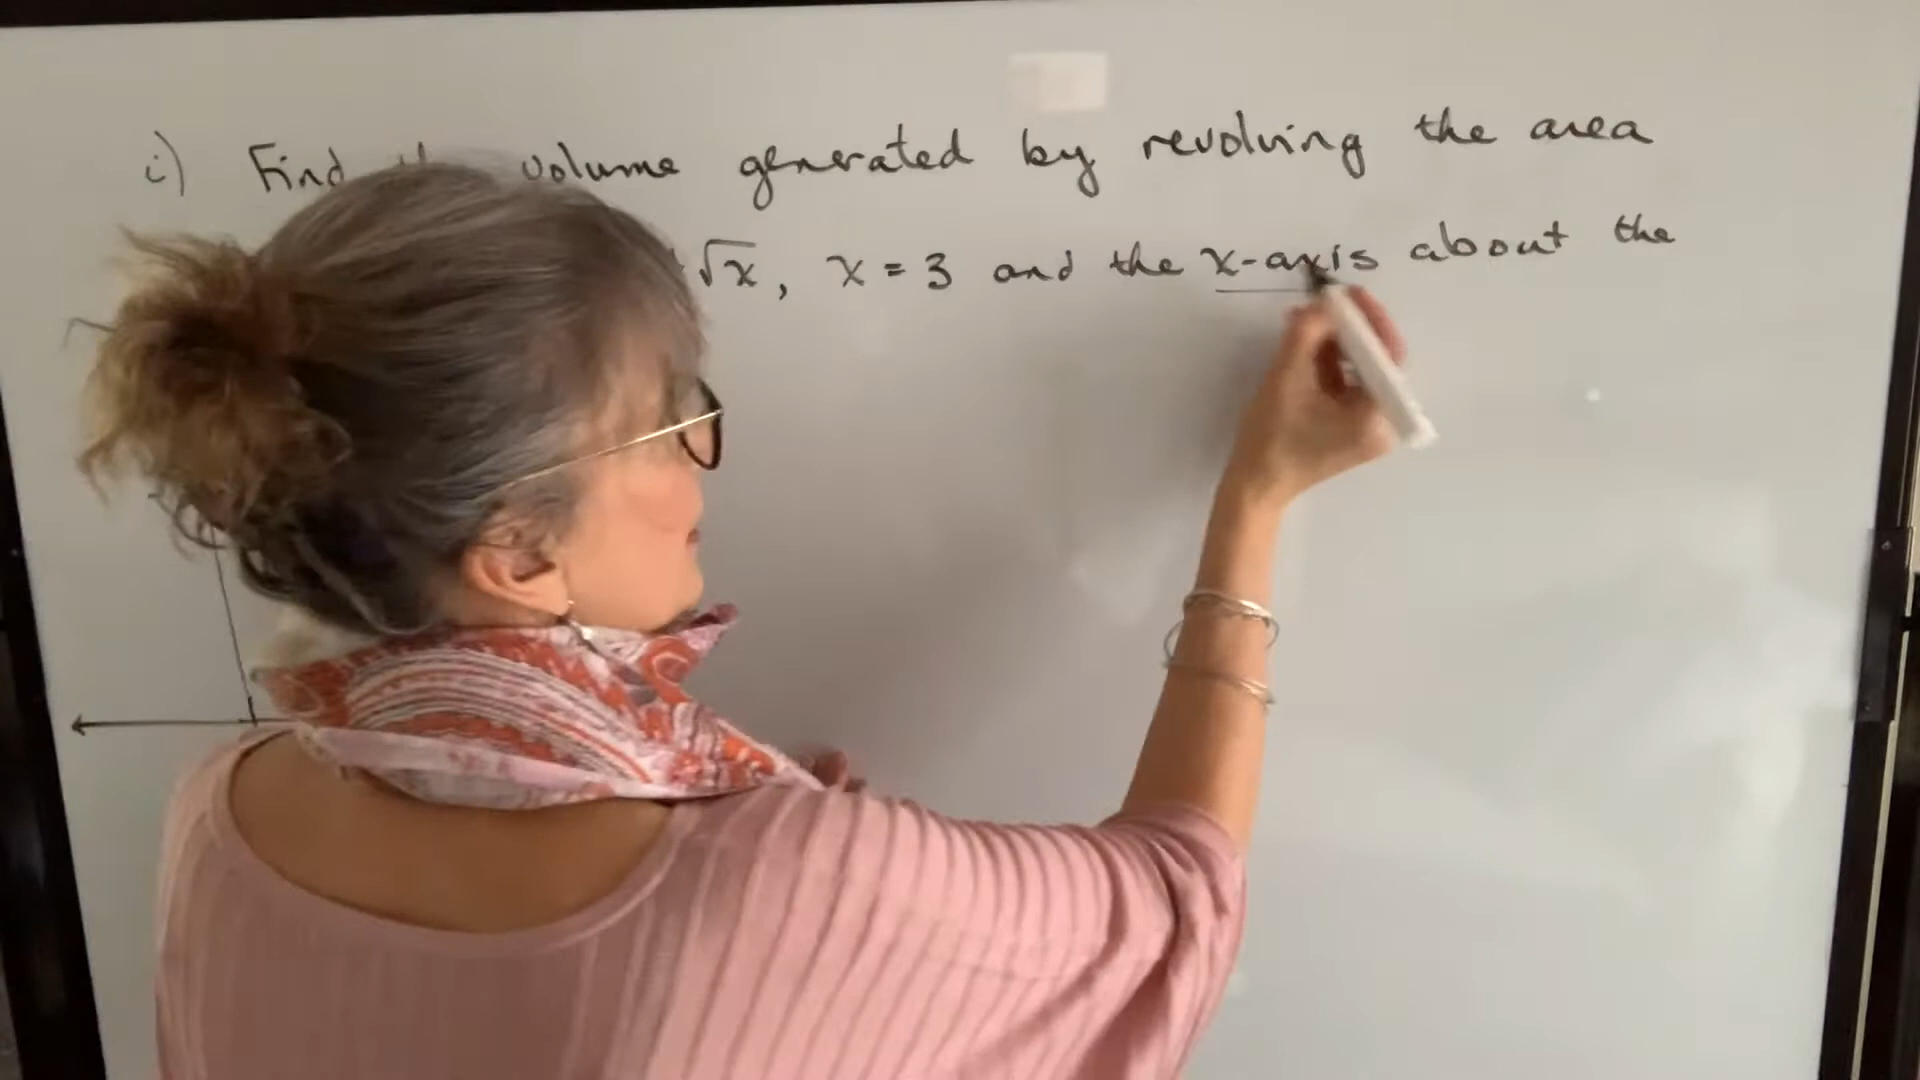 i) Find volume generated by revolving the area
√x, x = 3 and the x-axis about the